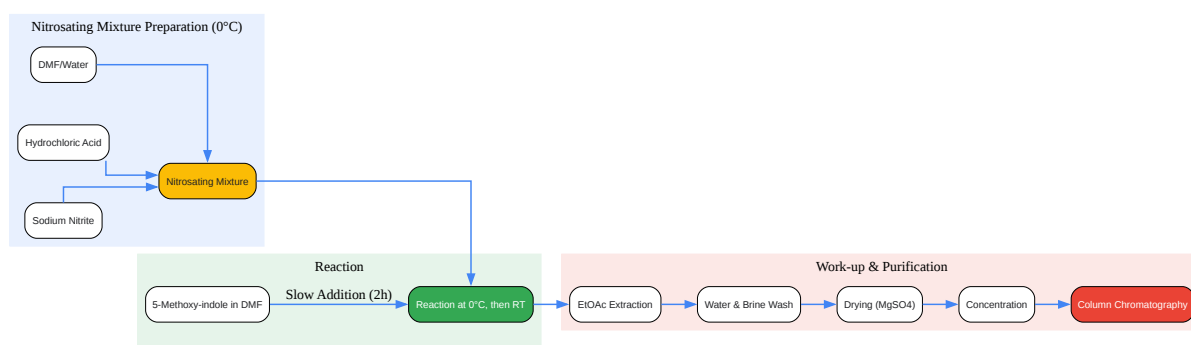 Nitrosating Mixture Preparation (0°C)
DMF/Water
Hydrochloric Acid
Nitrosating Mixture
Sodium Nitrite
Reaction
5-Methoxy-indole in DMF
Slow Addition (2h)
Reaction at 0°C, then RT
Work-up & Purification
EtOAc Extraction
Water & Brine Wash
Drying (MgSO4)
Concentration
Column Chromatography